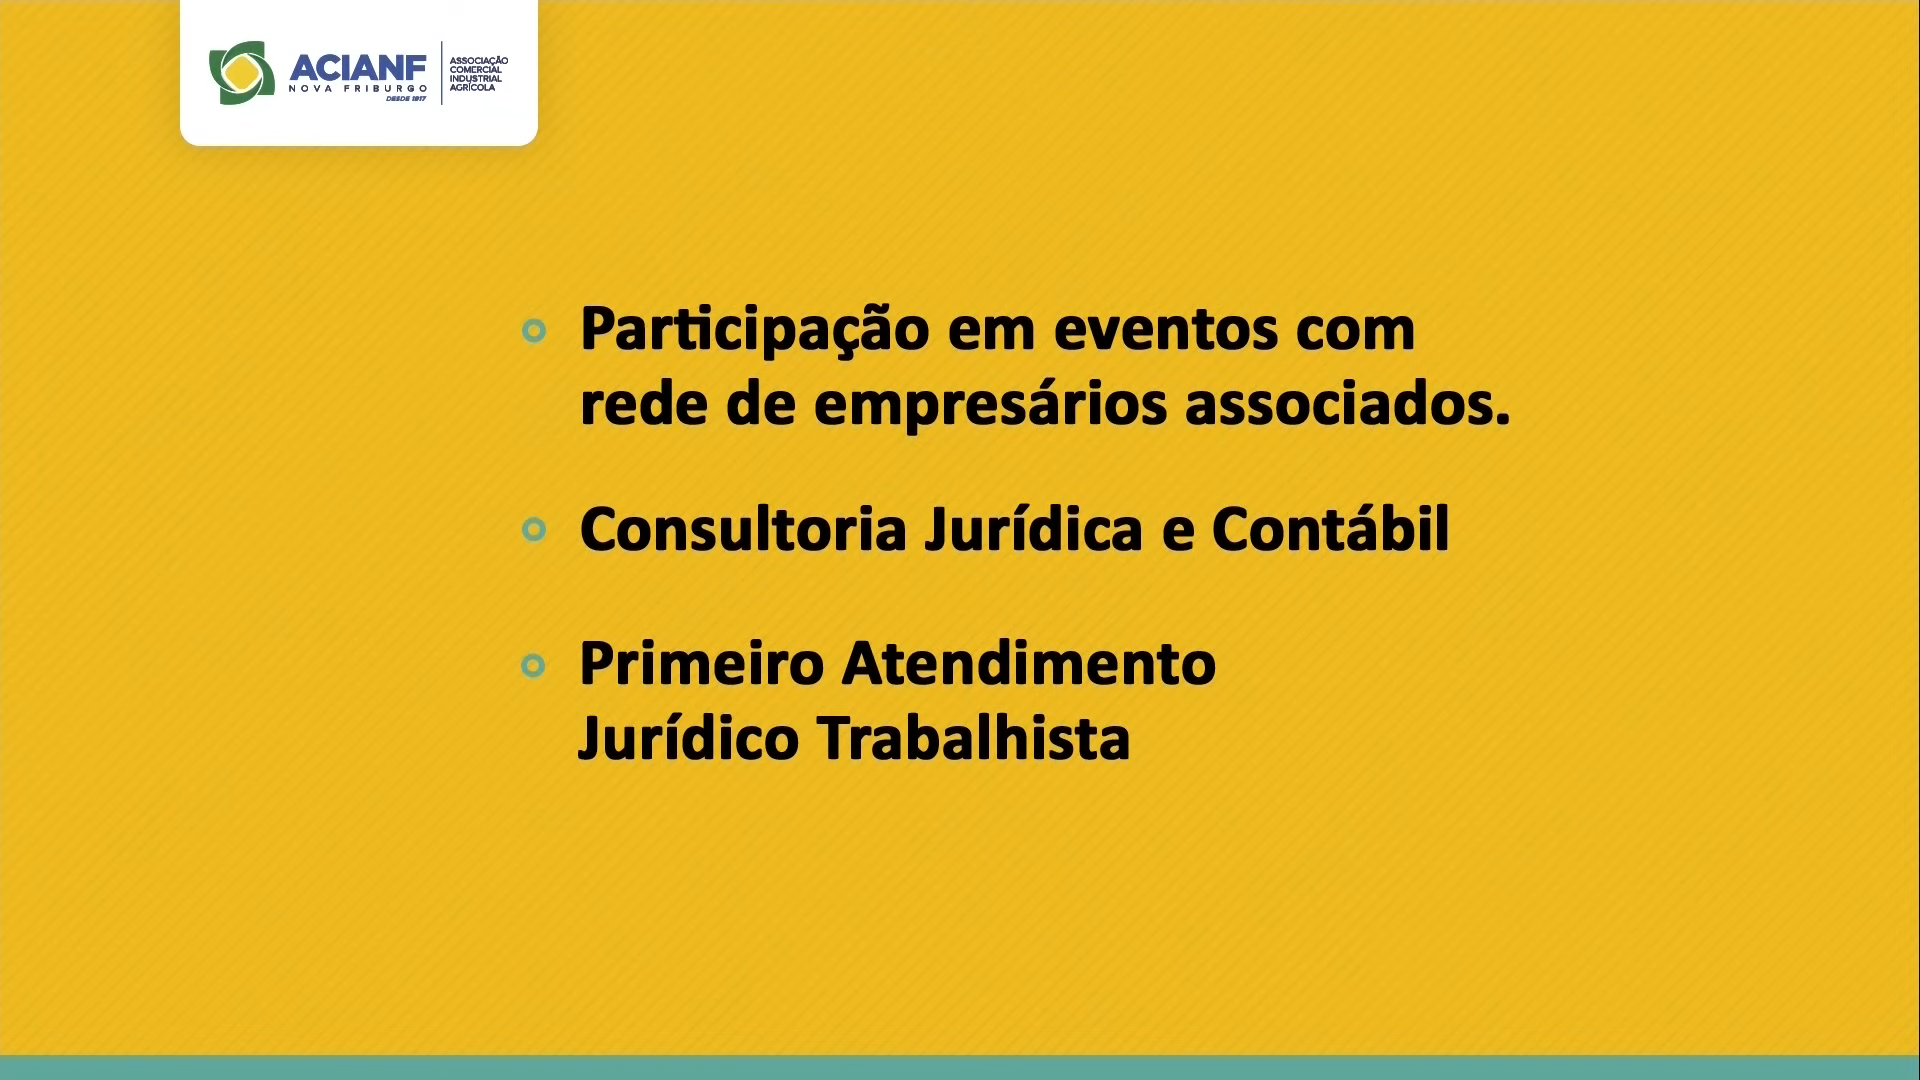 ACIANF
NOVA FRIBURGO
DESDE 1917
ASSOCIAÇÃO
COMERCIAL
INDUSTRIAL
AGRÍCOLA
Participação em eventos com
rede de empresários associados.
Consultoria Jurídica e Contábil
Primeiro Atendimento
Jurídico Trabalhista